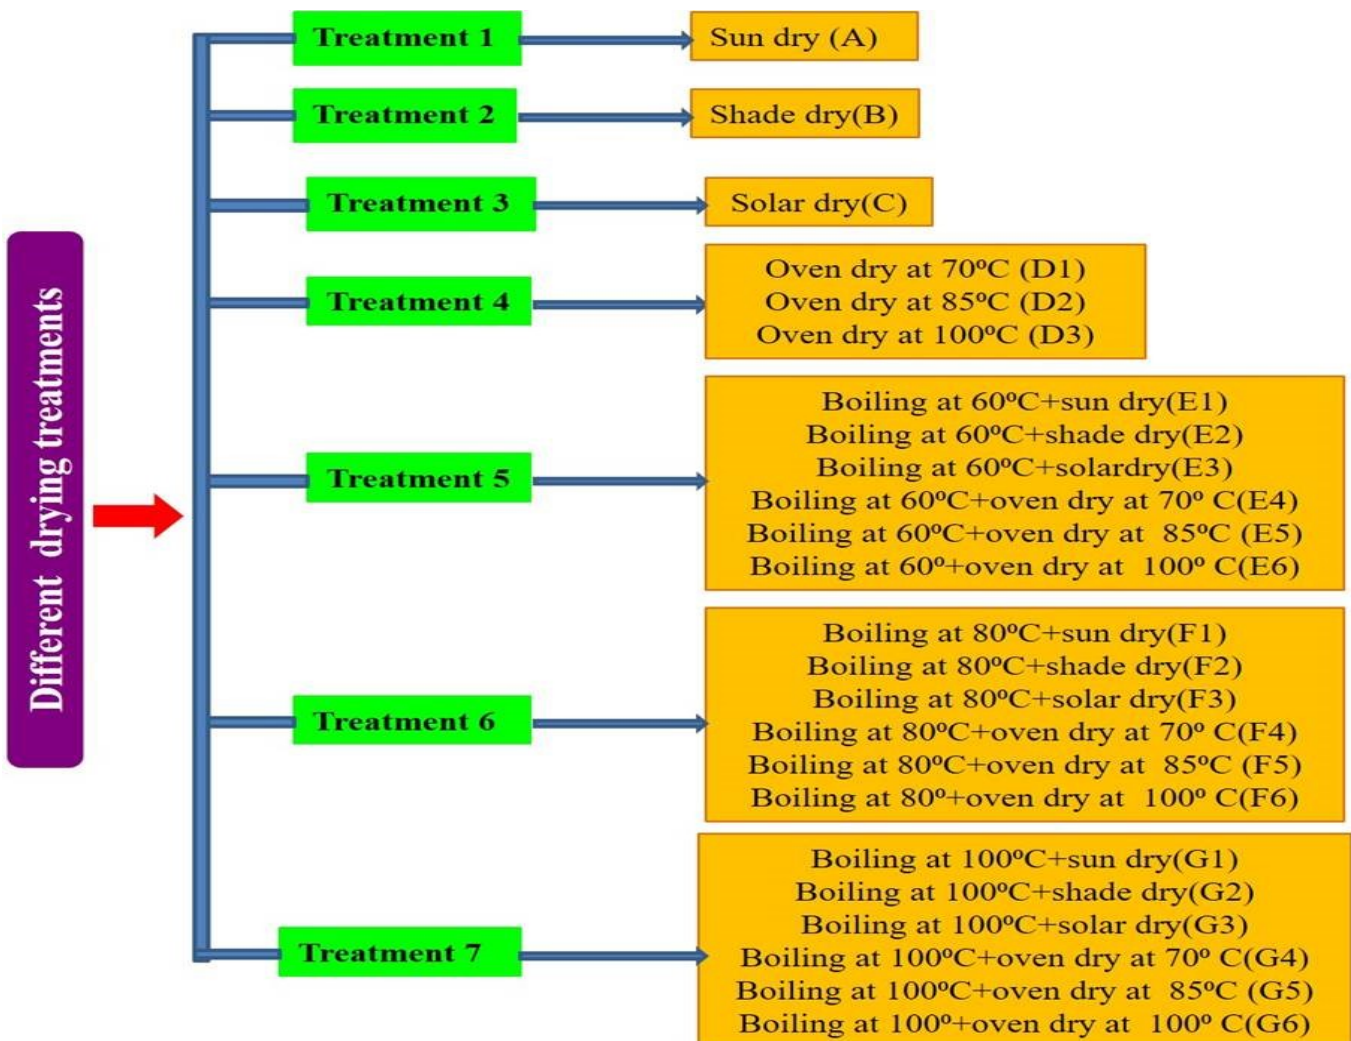 Different drying treatments
Treatment 1
Sun dry (A)
Treatment 2
Shade dry(B)
Treatment 3
Solar dry(C)
Treatment 4
Oven dry at 70ºC (D1)
Oven dry at 85ºC (D2)
Oven dry at 100ºC (D3)
Treatment 5
Boiling at 60ºC+sun dry(E1)
Boiling at 60ºC+shade dry(E2)
Boiling at 60ºC+solardry(E3)
Boiling at 60ºC+oven dry at 70º C(E4)
Boiling at 60ºC+oven dry at 85ºC (E5)
Boiling at 60º+oven dry at 100º C(E6)
Treatment 6
Boiling at 80ºC+sun dry(F1)
Boiling at 80ºC+shade dry(F2)
Boiling at 80ºC+solar dry(F3)
Boiling at 80ºC+oven dry at 70º C(F4)
Boiling at 80ºC+oven dry at 85ºC (F5)
Boiling at 80º+oven dry at 100º C(F6)
Treatment 7
Boiling at 100ºC+sun dry(G1)
Boiling at 100ºC+shade dry(G2)
Boiling at 100ºC+solar dry(G3)
Boiling at 100ºC+oven dry at 70º C(G4)
Boiling at 100ºC+oven dry at 85ºC (G5)
Boiling at 100º+oven dry at 100º C(G6)